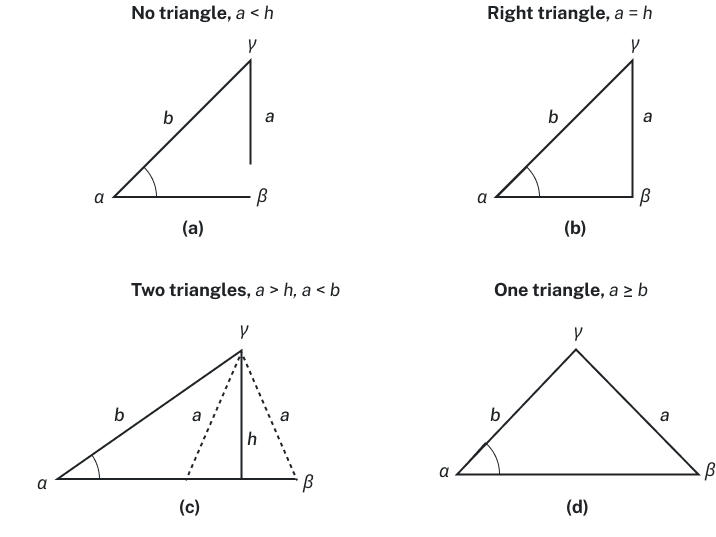 No triangle, a < h
Right triangle, a = h
γ
γ
b
a
b
a
α
β
α
β
(a)
(b)
Two triangles, a > h, a < b
One triangle, a ≥ b
γ
γ
b
a
a
b
a
h
α
β
α
β
(c)
(d)